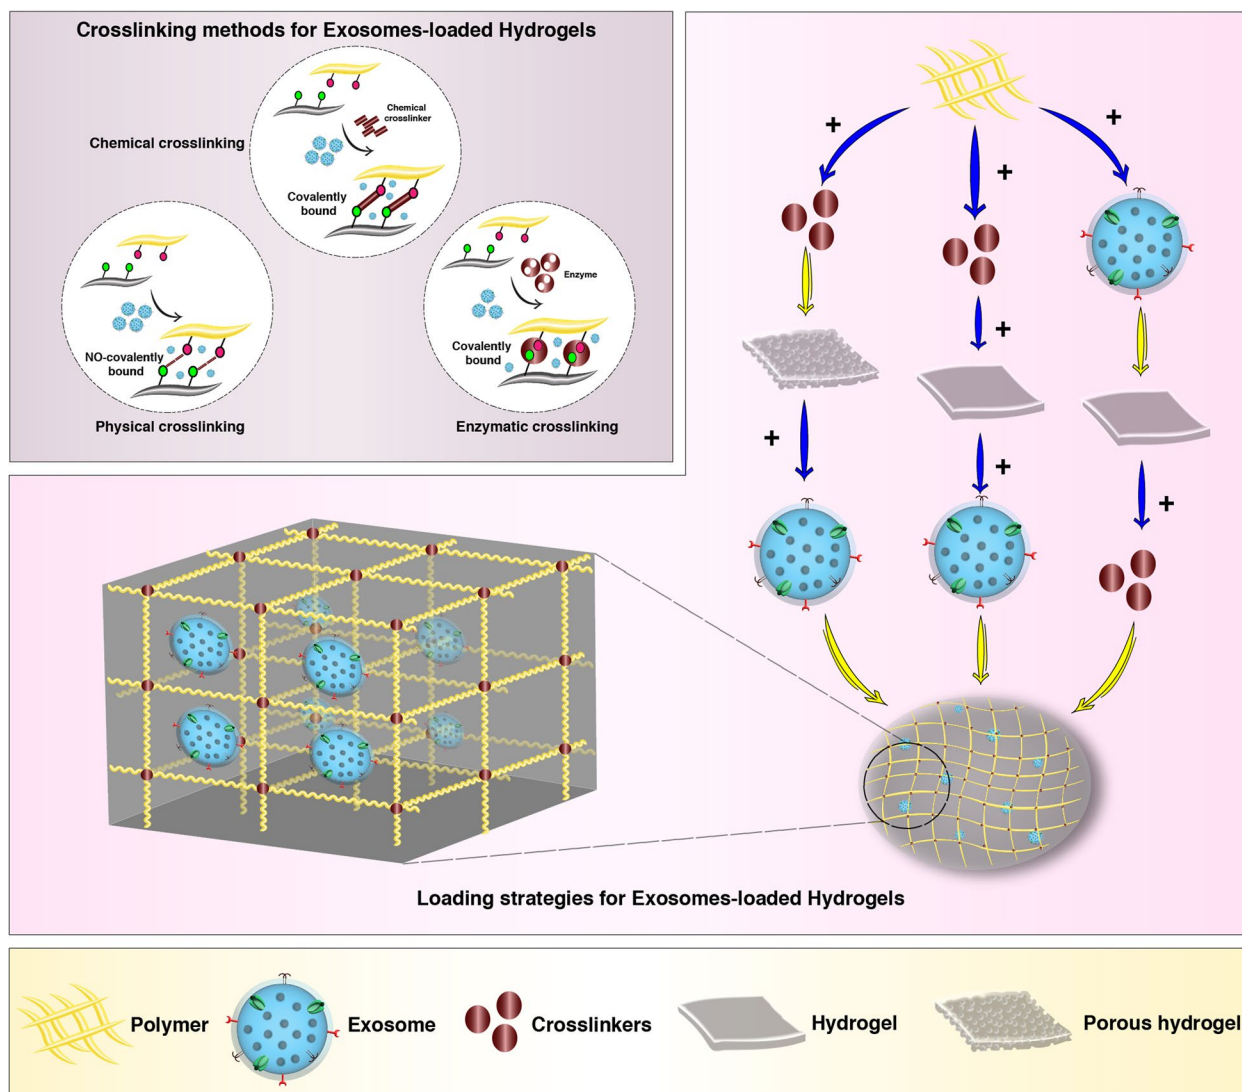 Crosslinking methods for Exosomes-loaded Hydrogels
Chemical
crosslinker
Chemical crosslinking
Covalently
bound
Enzyme
NO-covalently
bound
Covalently
bound
Physical crosslinking
Enzymatic crosslinking
+
+
+
+
+
+
+
Loading strategies for Exosomes-loaded Hydrogels
Polymer
Exosome
Crosslinkers
Hydrogel
Porous hydrogel